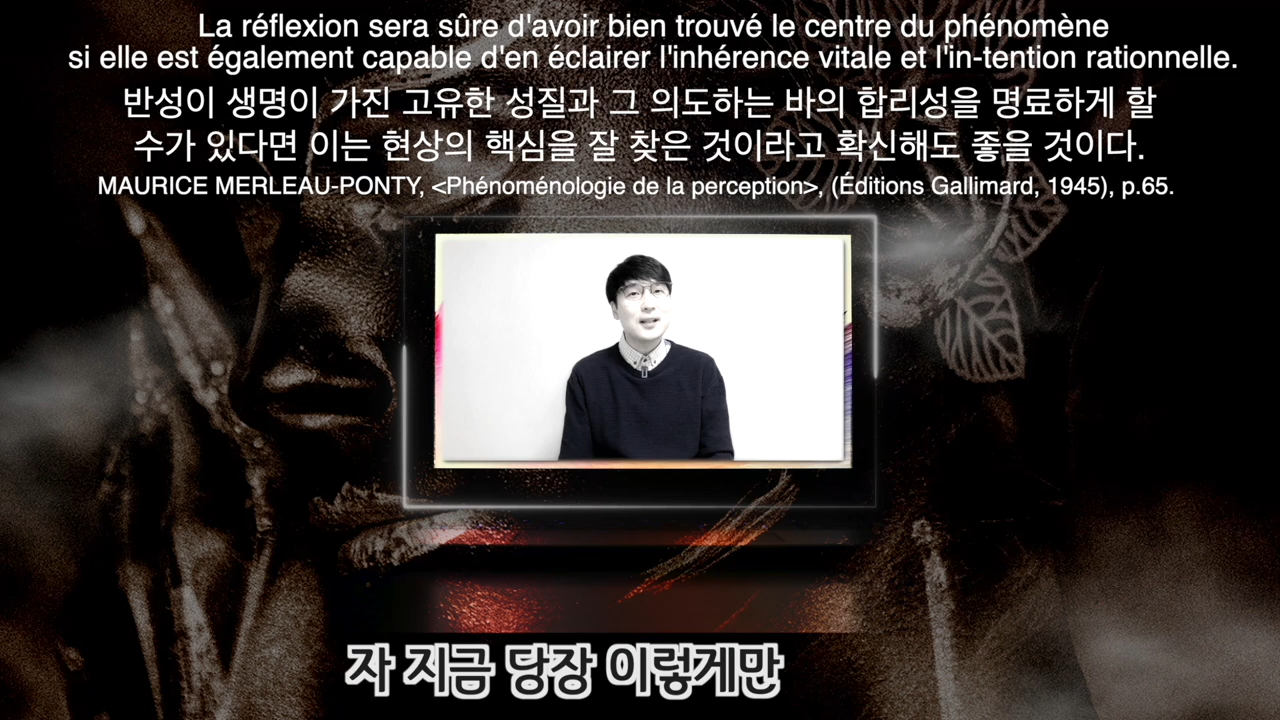 La réflexion sera sûre d'avoir bien trouvé le centre du phénomène
si elle est également capable d'en éclairer l'inhérence vitale et l'in-tention rationnelle.
반성이 생명이 가진 고유한 성질과 그 의도하는 바의 합리성을 명료하게 할
수가 있다면 이는 현상의 핵심을 잘 찾은 것이라고 확신해도 좋을 것이다.
MAURICE MERLEAU-PONTY, <Phénoménologie de la perception>, (Éditions Gallimard, 1945), p.65.
자 지금 당장 이렇게만